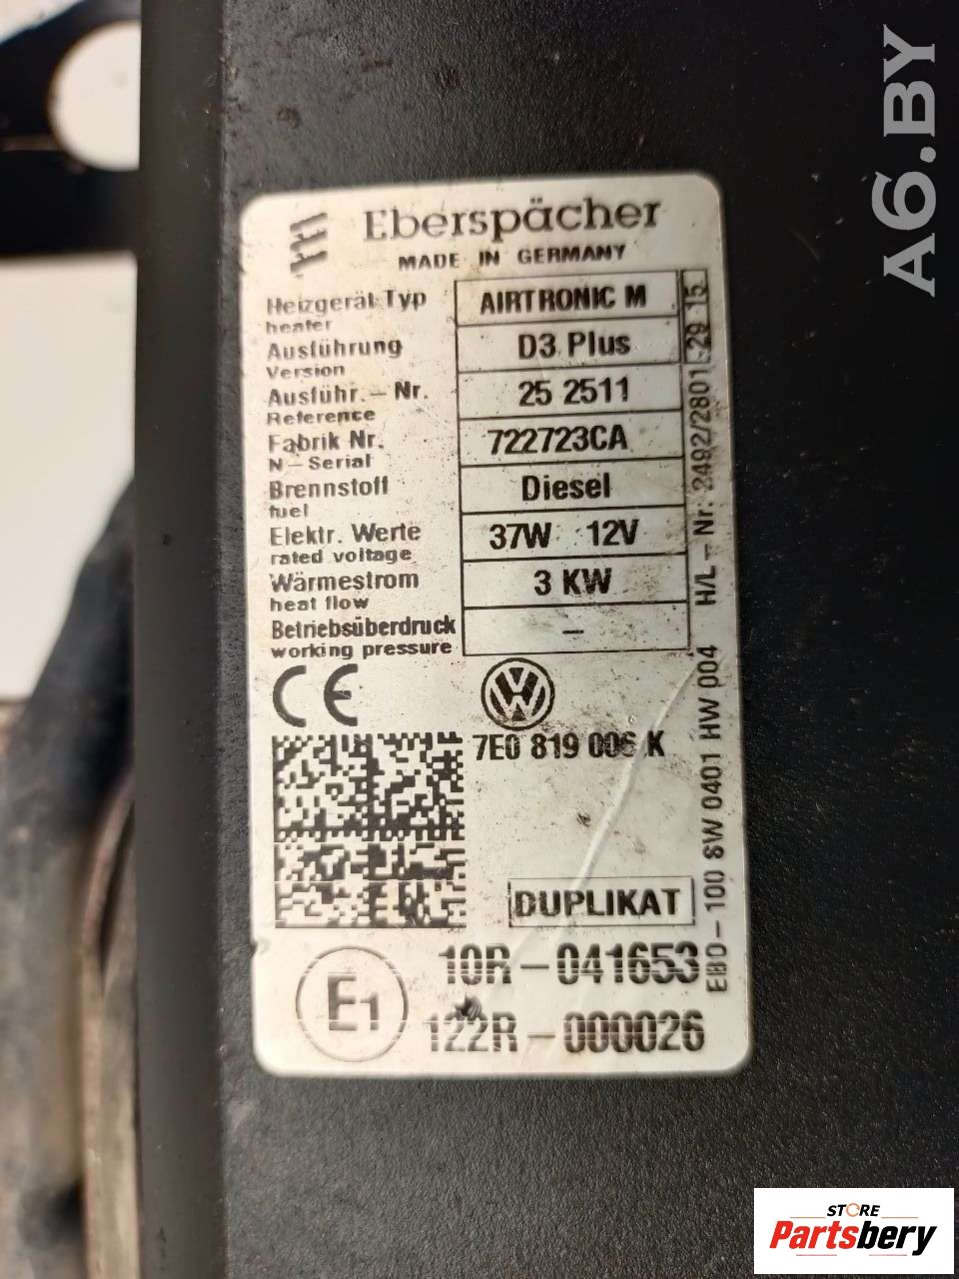 Eberspächer
MADE IN GERMANY
Heizgerät Typ AIRTRONIC M
heater
Ausführung D3 Plus
Version
Ausführ.-Nr. 25 2511
Reference
Fabrik Nr. 722723CA
N-Serial
Brennstoff Diesel
fuel
Elektr. Werte 37W 12V
rated voltage
Wärmestrom 3 KW
heat flow
Betriebsüberdruck –
working pressure
CE
VW
7E0 819 006 K
DUPLIKAT
E1
10R-041653
122R-000026
EB0-100 SW 0401 HW 004 H/L-Nr. 2492/2801 29 15
A6.BY
STORE
Partsbery